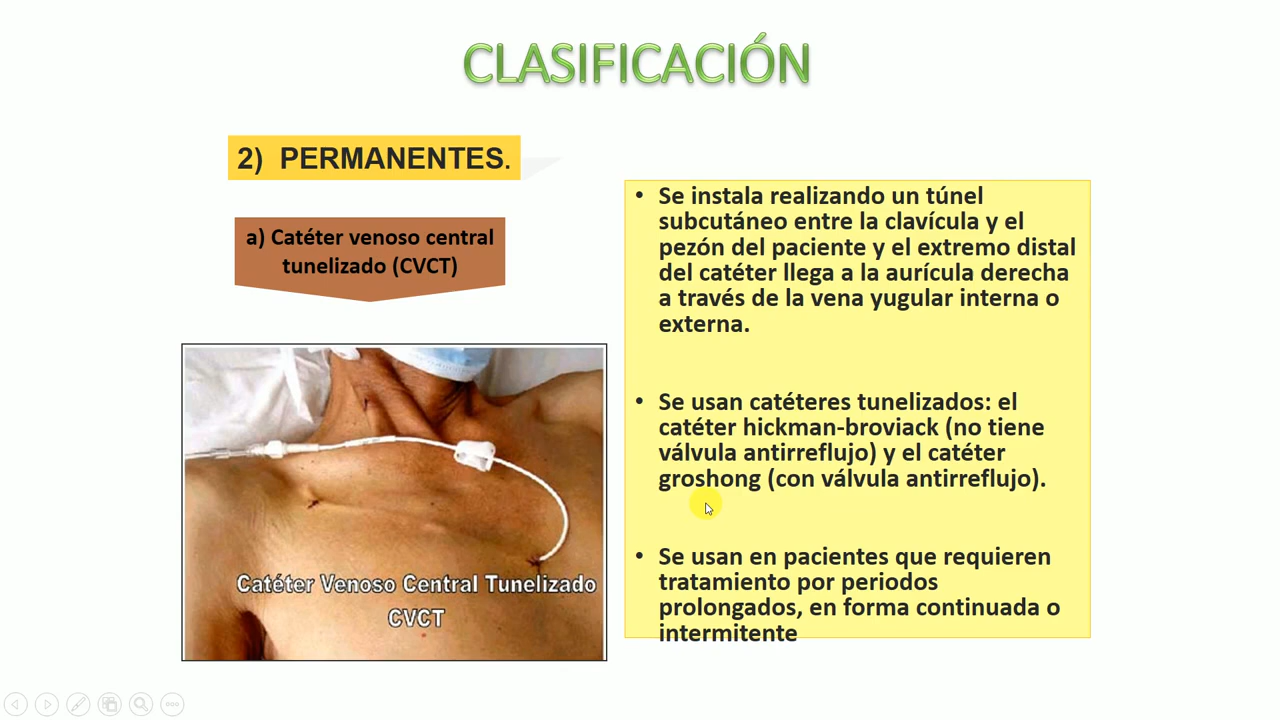 CLASIFICACIÓN
2) PERMANENTES.
a) Catéter venoso central
tunelizado (CVCT)
• Se instala realizando un túnel
subcutáneo entre la clavícula y el
pezón del paciente y el extremo distal
del catéter llega a la aurícula derecha
a través de la vena yugular interna o
externa.
• Se usan catéteres tunelizados: el
catéter hickman-broviack (no tiene
válvula antirreflujo) y el catéter
groshong (con válvula antirreflujo).
• Se usan en pacientes que requieren
tratamiento por periodos
prolongados, en forma continuada o
intermitente
Catéter Venoso Central Tunelizado
CVCT